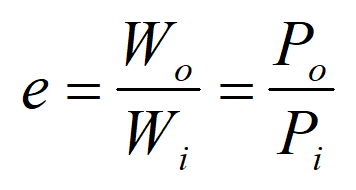 e = W_o / W_i = P_o / P_i